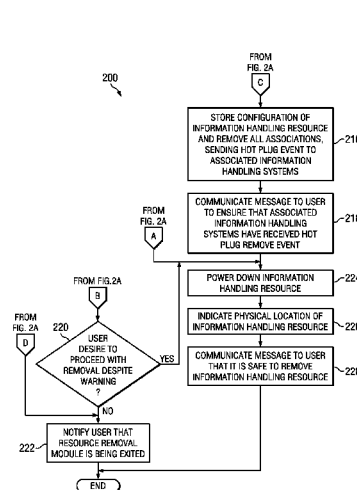 FROM
FIG. 2A
C
200
STORE CONFIGURATION OF
INFORMATION HANDLING RESOURCE
AND REMOVE ALL ASSOCIATIONS,
SENDING HOT PLUG EVENT TO
ASSOCIATED INFORMATION
HANDLING SYSTEMS
COMMUNICATE MESSAGE TO USER
TO ENSURE THAT ASSOCIATED
INFORMATION HANDLING
SYSTEMS HAVE RECEIVED HOT
PLUG REMOVE EVENT
FROM
FIG. 2A
A
POWER DOWN INFORMATION
HANDLING RESOURCE
FROM FIG.2A
B
INDICATE PHYSICAL LOCATION OF
INFORMATION HANDLING RESOURCE
FROM
FIG. 2A
D
220
USER
DESIRE TO
PROCEED WITH
REMOVAL DESPITE
WARNING
?
YES
NO
COMMUNICATE MESSAGE TO USER
THAT IT IS SAFE TO REMOVE
INFORMATION HANDLING RESOURCE
222
NOTIFY USER THAT
RESOURCE REMOVAL
MODULE IS BEING EXITED
END